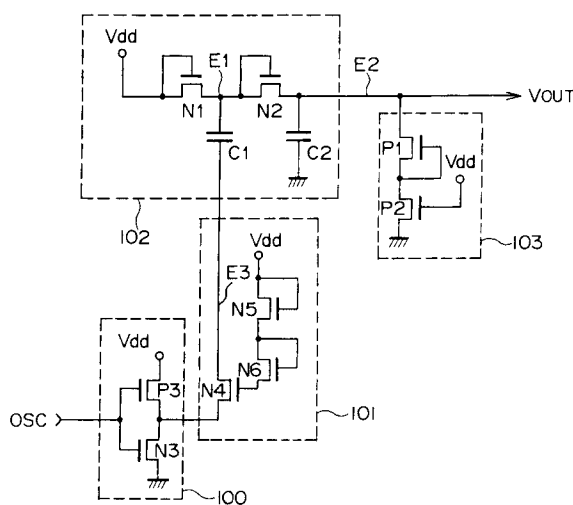 Vdd
E1
E2
N1
N2
VOUT
C1
C2
P1
Vdd
P2
102
103
Vdd
E3
N5
Vdd
P3
N4
N6
OSC
N3
101
100